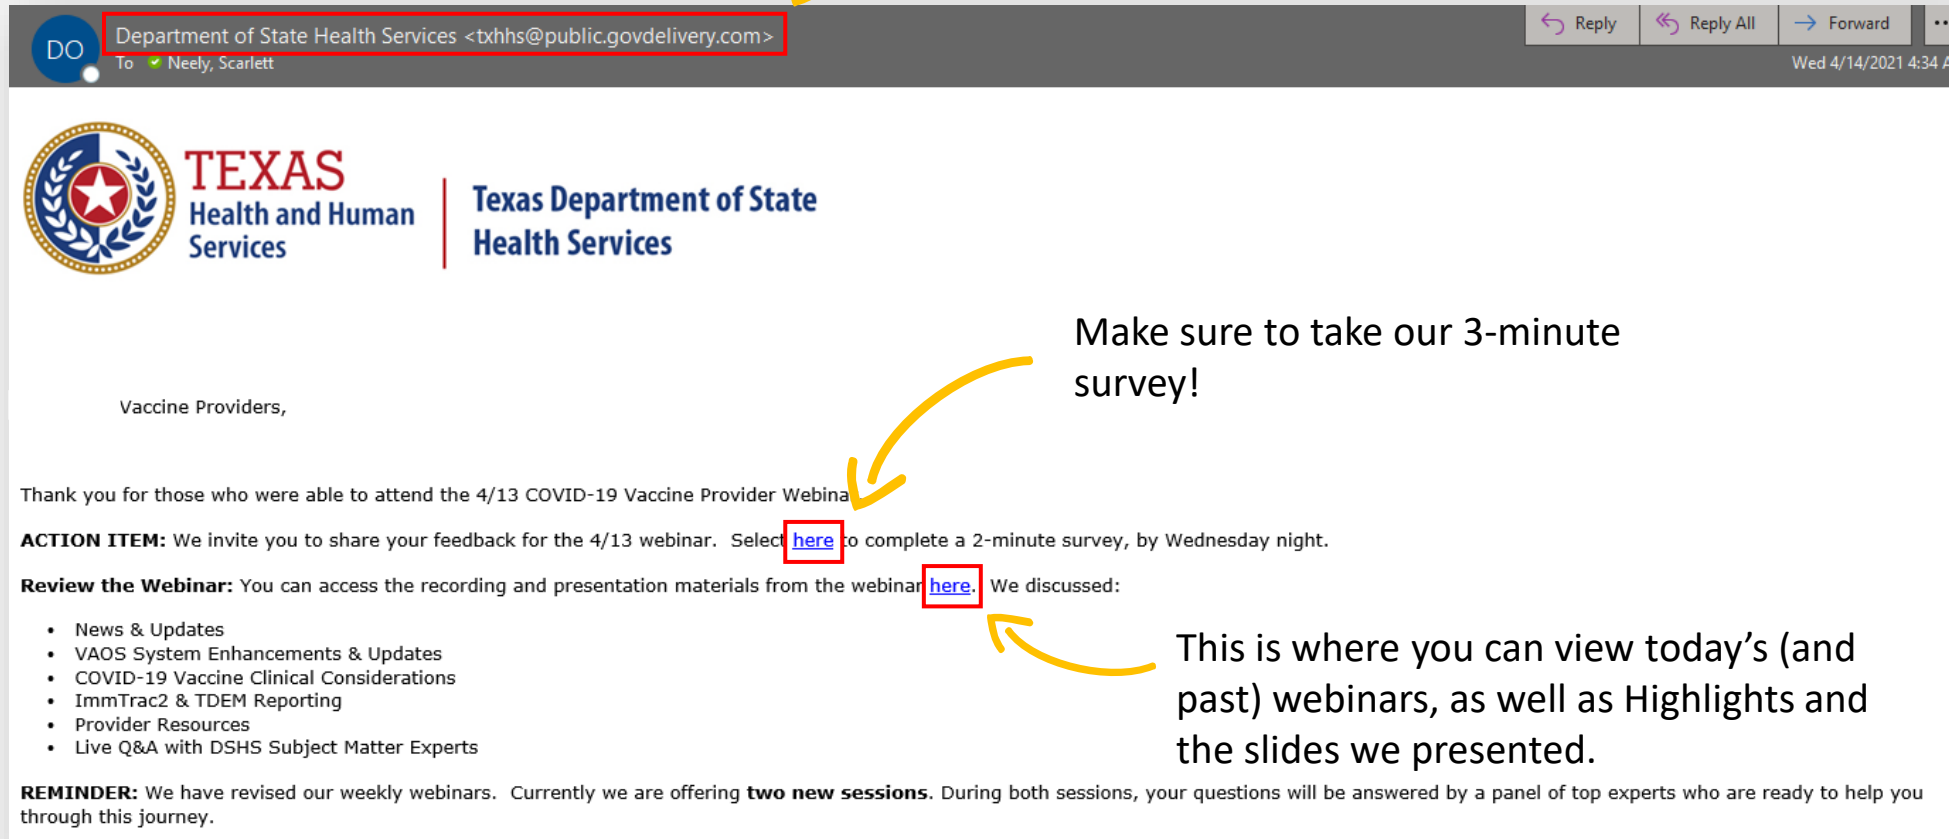 DO
Department of State Health Services <txhhs@public.govdelivery.com>
To Neely, Scarlett
Reply
Reply All
Forward
Wed 4/14/2021 4:34 A
TEXAS
Health and Human
Services
Texas Department of State
Health Services
Make sure to take our 3-minute
survey!
Vaccine Providers,
Thank you for those who were able to attend the 4/13 COVID-19 Vaccine Provider Webina
ACTION ITEM: We invite you to share your feedback for the 4/13 webinar. Select here to complete a 2-minute survey, by Wednesday night.
Review the Webinar: You can access the recording and presentation materials from the webinar here. We discussed:
• News & Updates
• VAOS System Enhancements & Updates
• COVID-19 Vaccine Clinical Considerations
• ImmTrac2 & TDEM Reporting
• Provider Resources
• Live Q&A with DSHS Subject Matter Experts
This is where you can view today's (and
past) webinars, as well as Highlights and
the slides we presented.
REMINDER: We have revised our weekly webinars. Currently we are offering two new sessions. During both sessions, your questions will be answered by a panel of top experts who are ready to help you
through this journey.